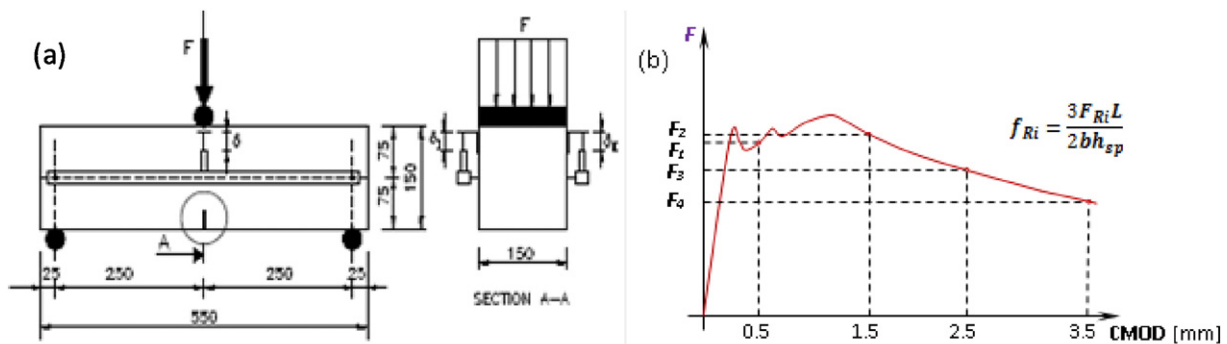 (a)
F
F
δ
δ
δ
75
75
150
A
25
250
250
25
550
150
SECTION A-A
(b)
F
F2
Ft
F3
F4
fRi = 3FRiL / 2bhsp
0.5
1.5
2.5
3.5
CMOD [mm]